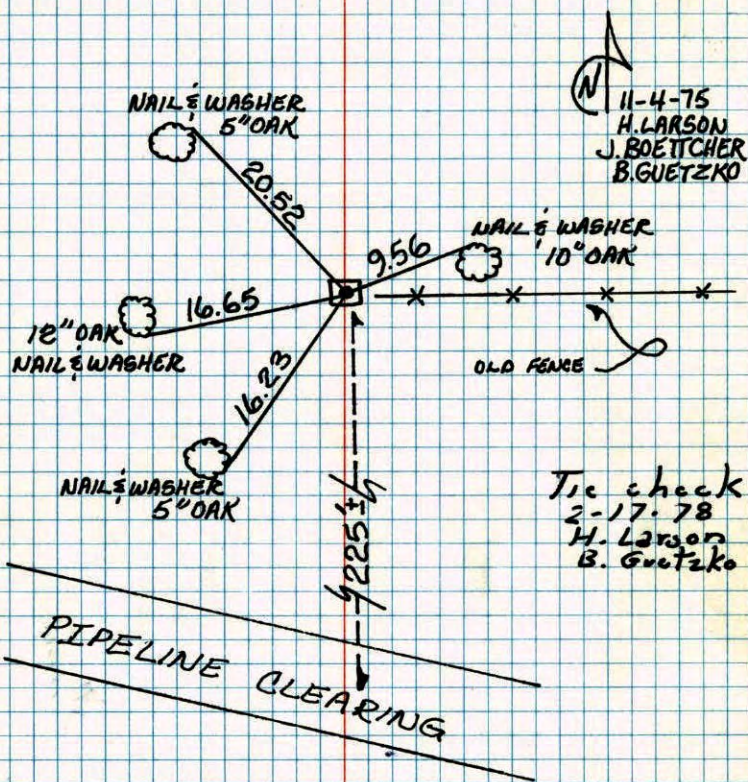 N
11-4-75
H. LARSON
J. BOETTCHER
B. GUETZKO
NAIL & WASHER
5" OAK
20.52
NAIL & WASHER
10" OAK
9.56
16.65
12" OAK
NAIL & WASHER
OLD FENCE
16.23
NAIL & WASHER
5" OAK
225'±
Tie check
2-17-78
H. Larson
B. Guetzko
PIPELINE CLEARING